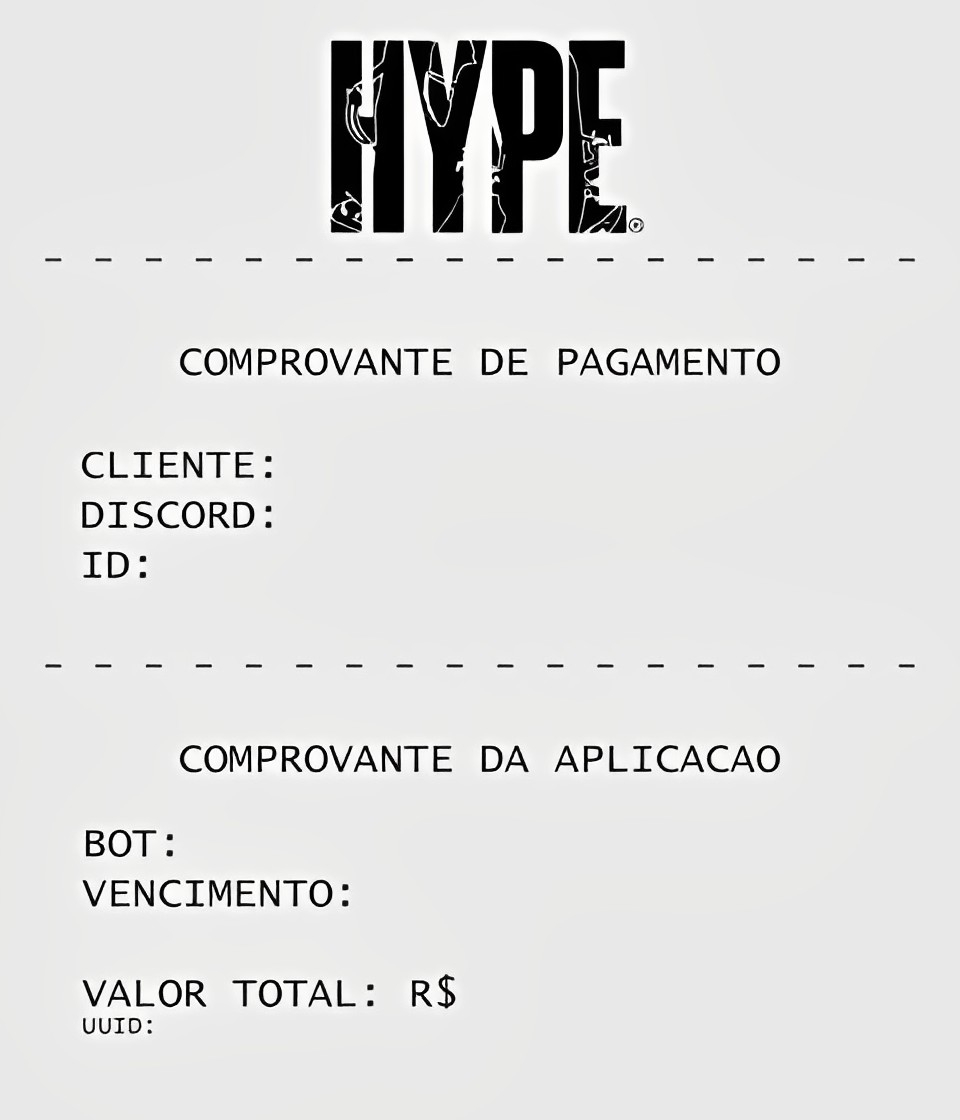 HYPE®
- - - - - - - - - - - - - - - - - -
COMPROVANTE DE PAGAMENTO
CLIENTE:
DISCORD:
ID:
- - - - - - - - - - - - - - - - - -
COMPROVANTE DA APLICACAO
BOT:
VENCIMENTO:
VALOR TOTAL: R$
UUID: